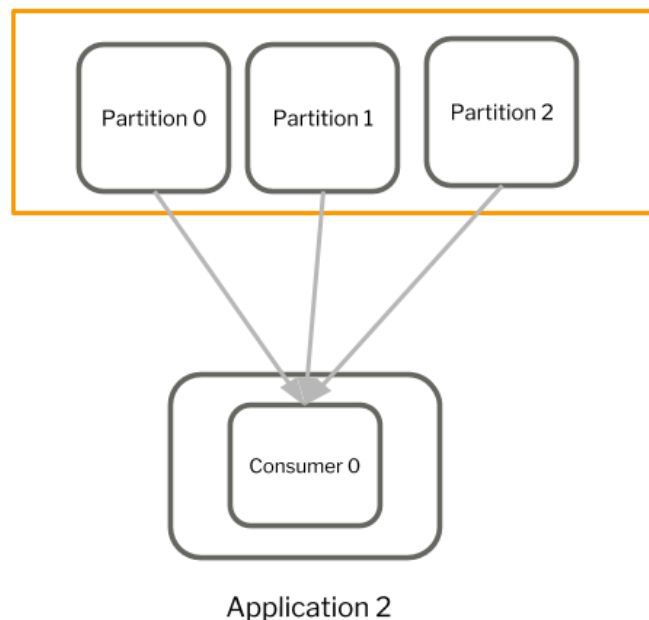 Partition 0
Partition 1
Partition 2
Consumer 0
Application 2